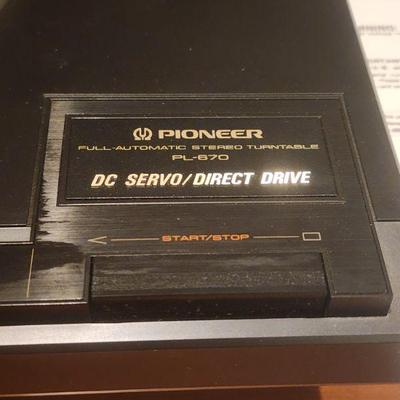 PIONEER
FULL-AUTOMATIC STEREO TURNTABLE
PL-670
DC SERVO/DIRECT DRIVE
START/STOP